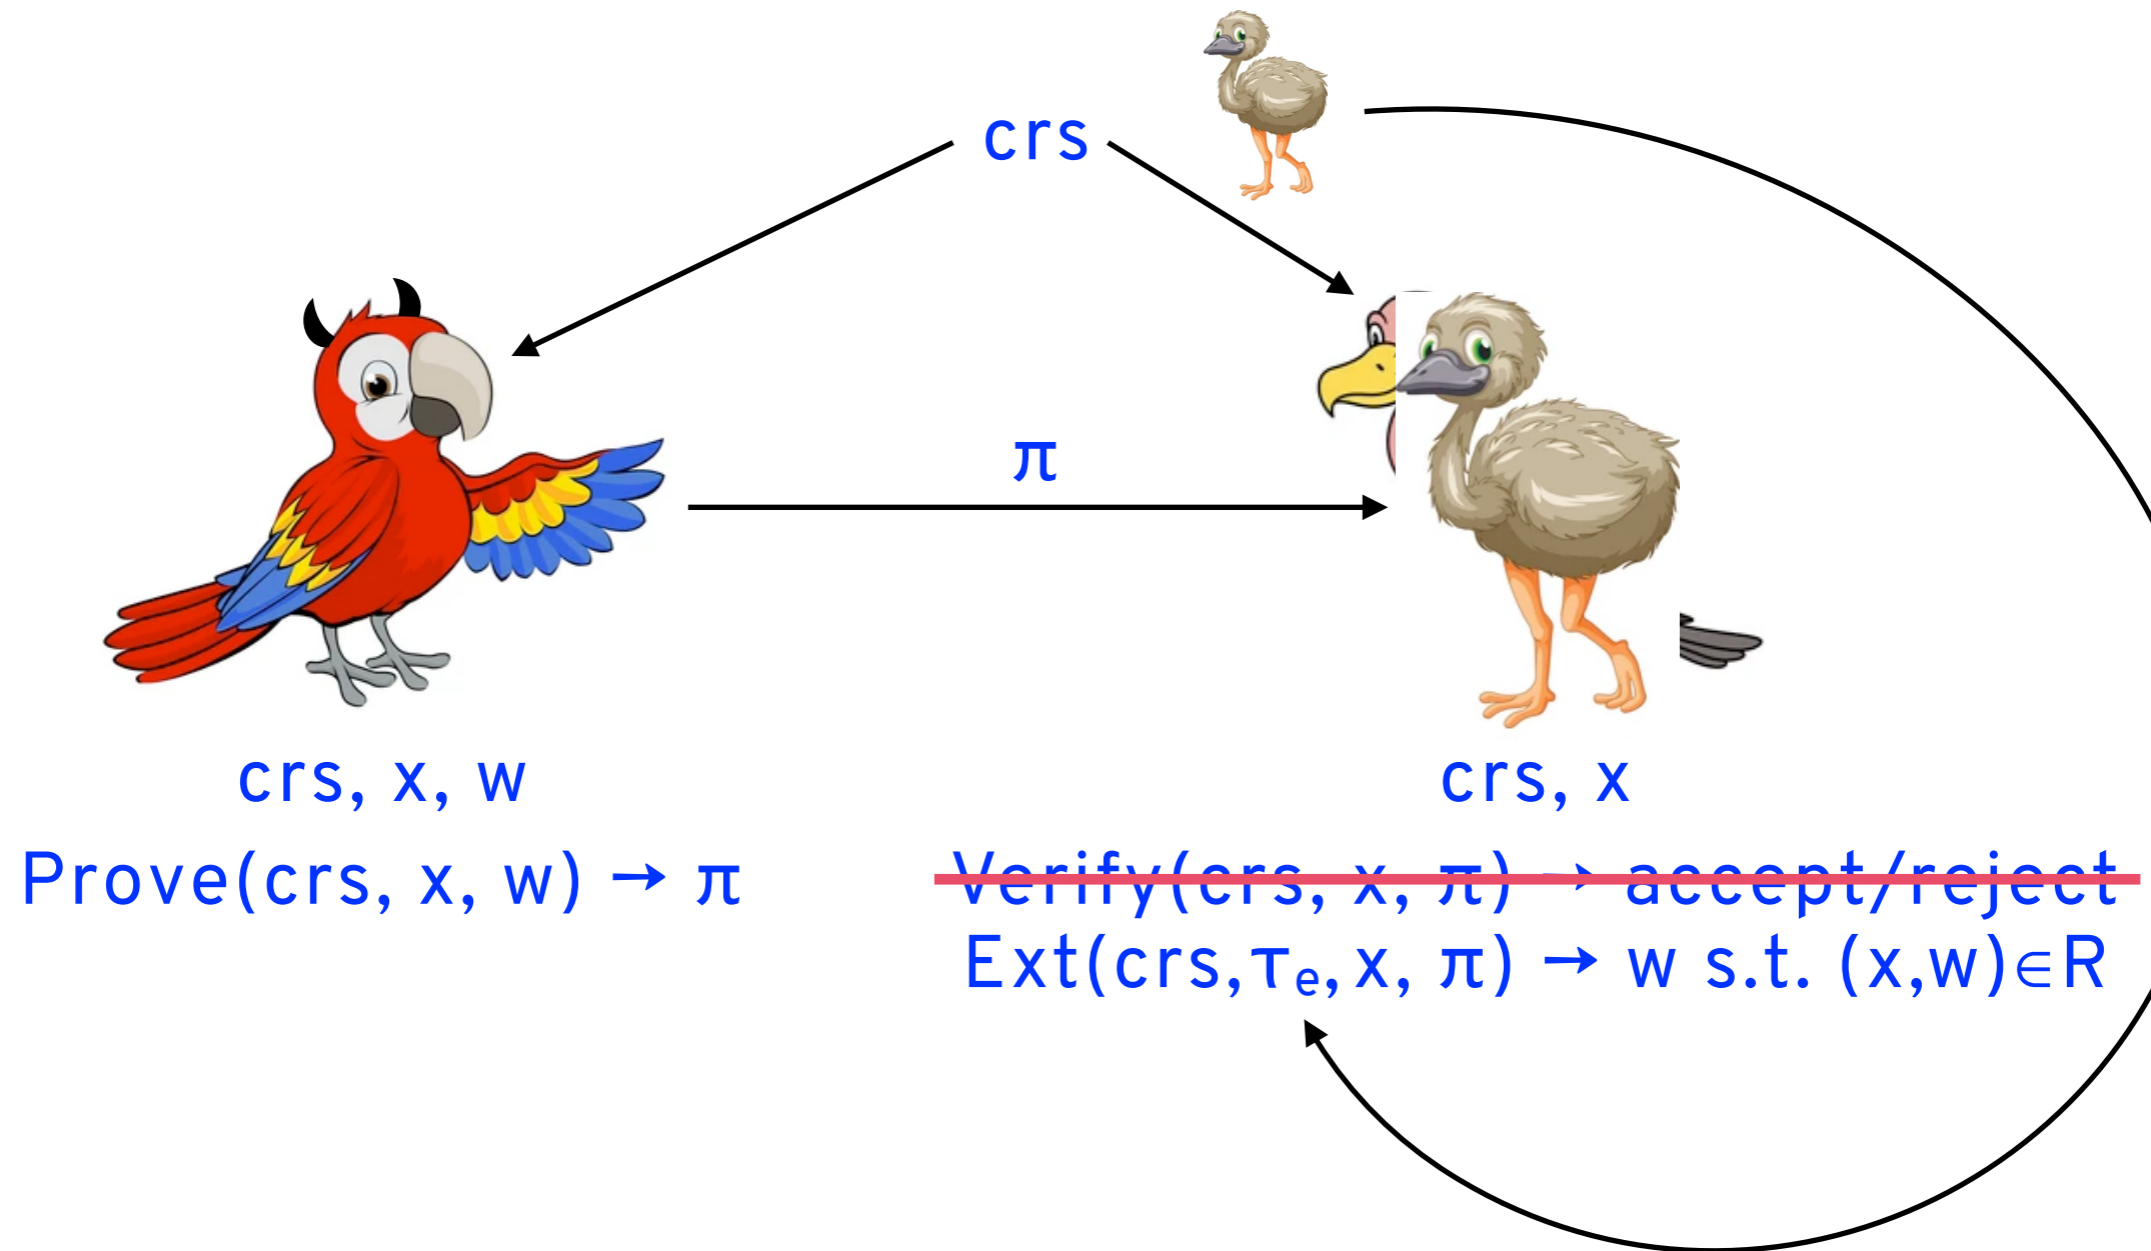 crs
π
crs, x, w
crs, x
Prove(crs, x, w) → π
Verify(crs, x, π) → accept/reject
Ext(crs,τₑ,x, π) → w s.t. (x,w)∈R